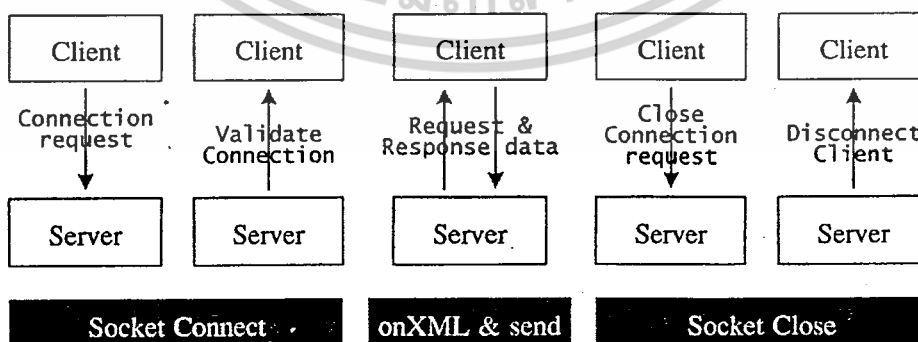 Client
Client
Client
Client
Client
Connection
request
Validate
Connection
Request &
Response data
Close
Connection
request
Disconnect
Client
Server
Server
Server
Server
Server
Socket Connect
onXML & send
Socket Close